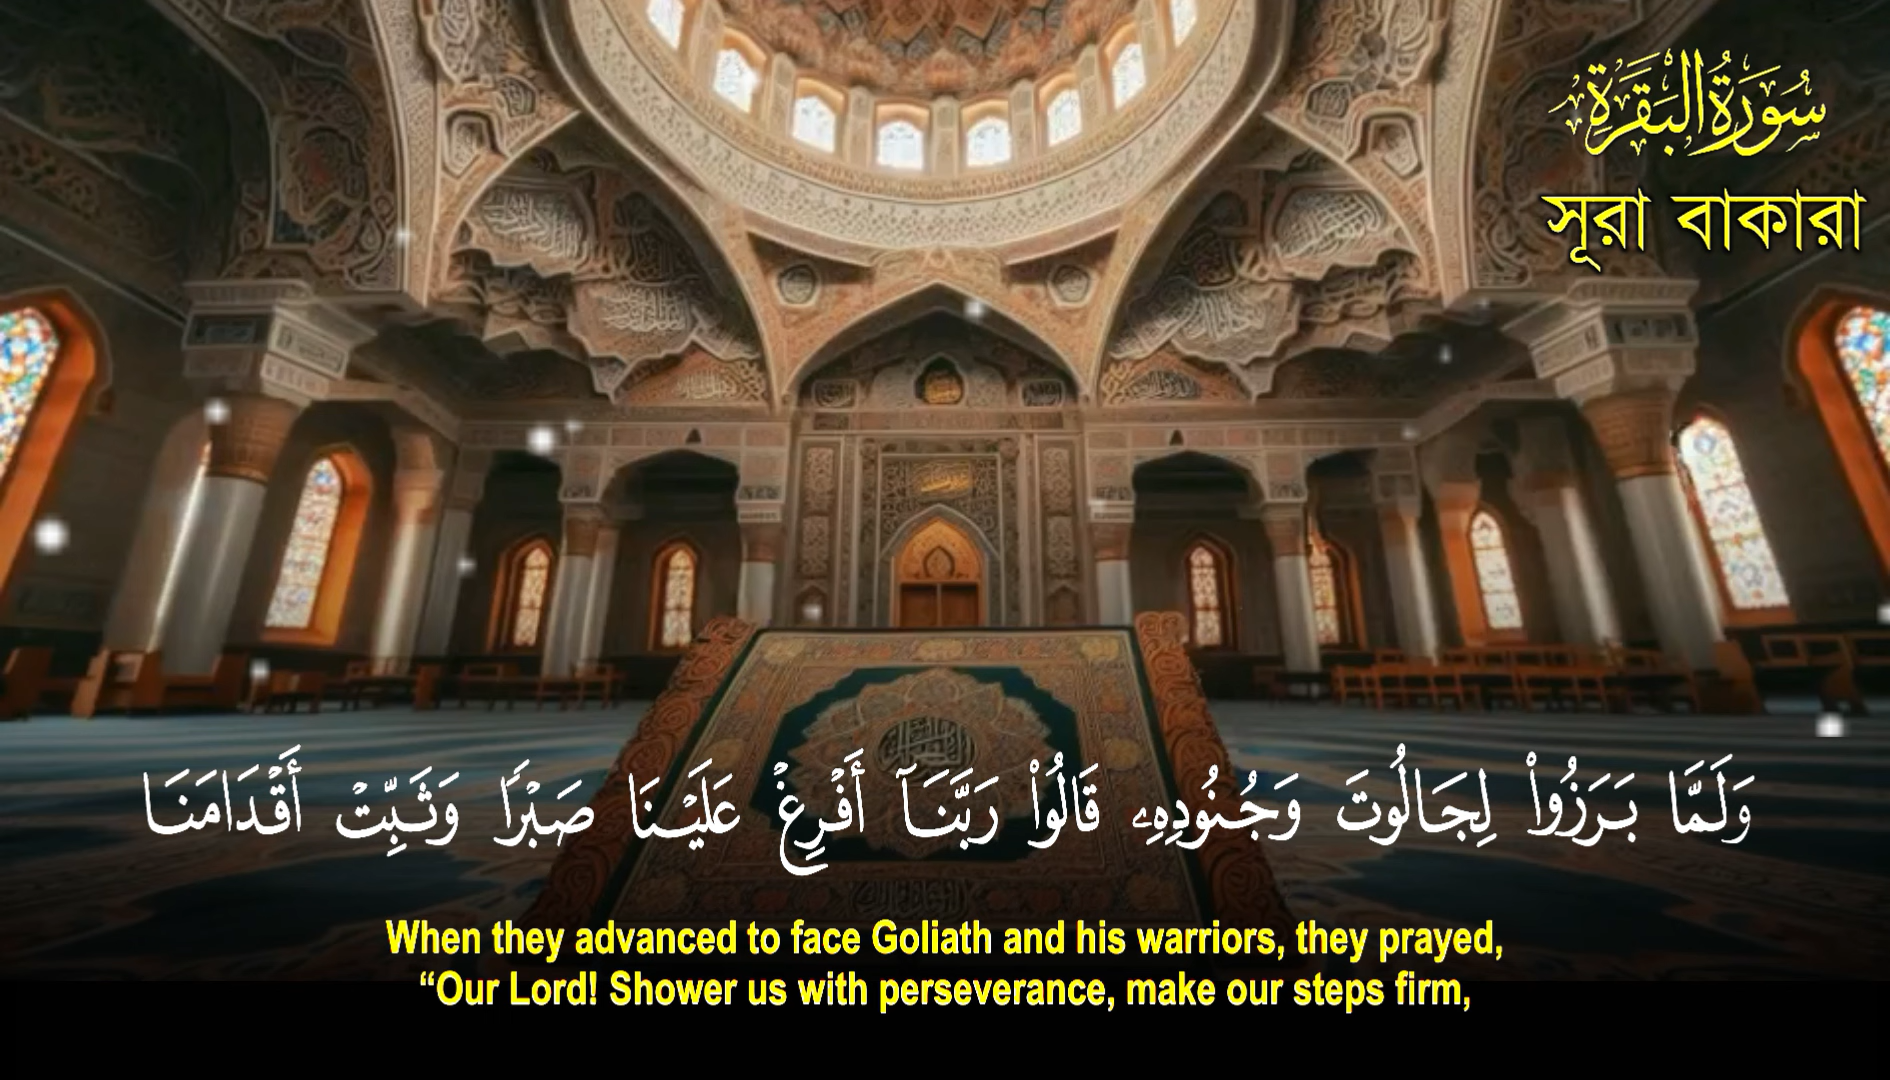 سُورَةُ البَقَرَةِ
সূরা বাকারা
وَلَمَّا بَرَزُوا۟ لِجَالُوتَ وَجُنُودِهِۦ قَالُوا۟ رَبَّنَآ أَفْرِغْ عَلَيْنَا صَبْرًا وَثَبِّتْ أَقْدَامَنَا
When they advanced to face Goliath and his warriors, they prayed,
“Our Lord! Shower us with perseverance, make our steps firm,